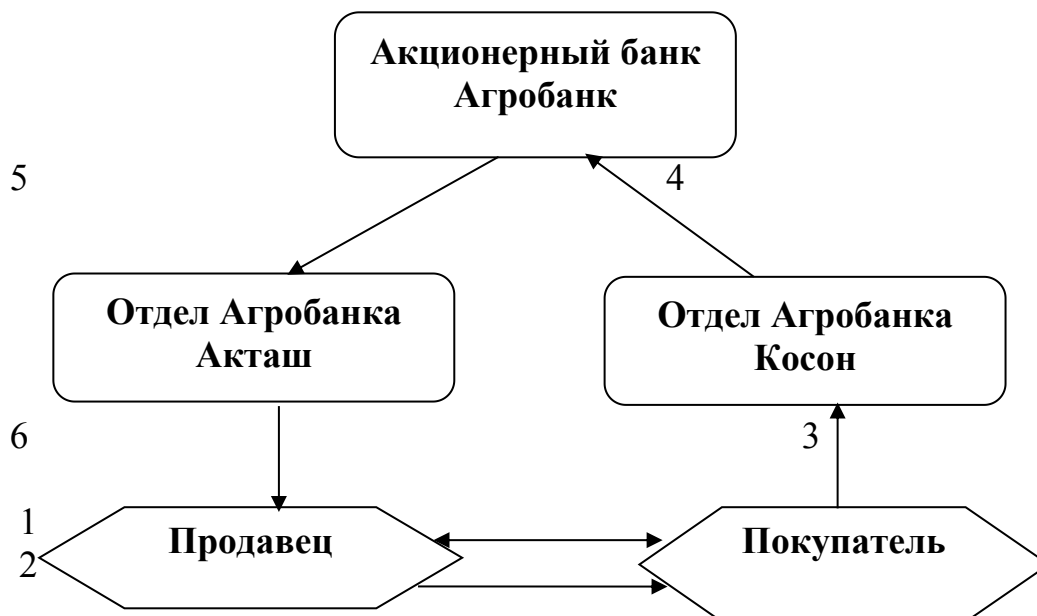 Акционерный банк
Агробанк
5
4
Отдел Агробанка
Акташ
Отдел Агробанка
Косон
6
3
1
Продавец
Покупатель
2